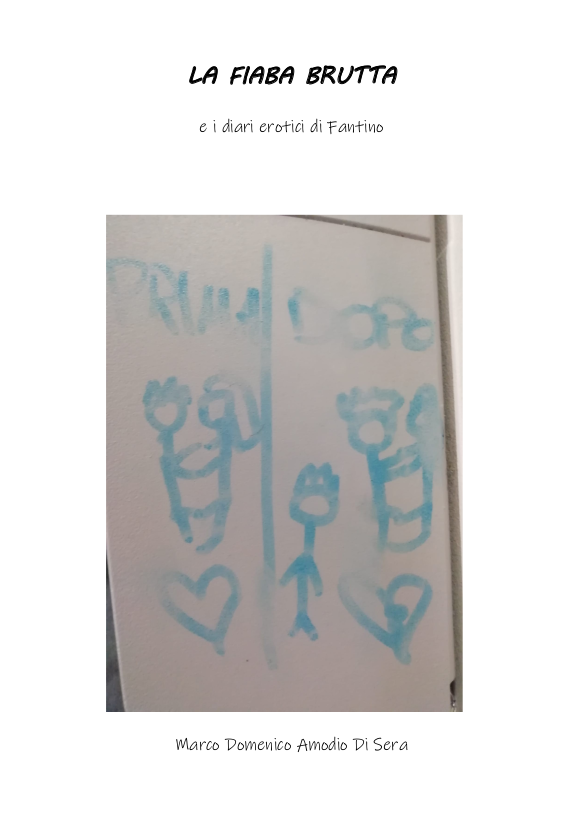 LA FIABA BRUTTA
e i diari erotici di Fantino
PRIMA DOPO
Marco Domenico Amodio Di Sera